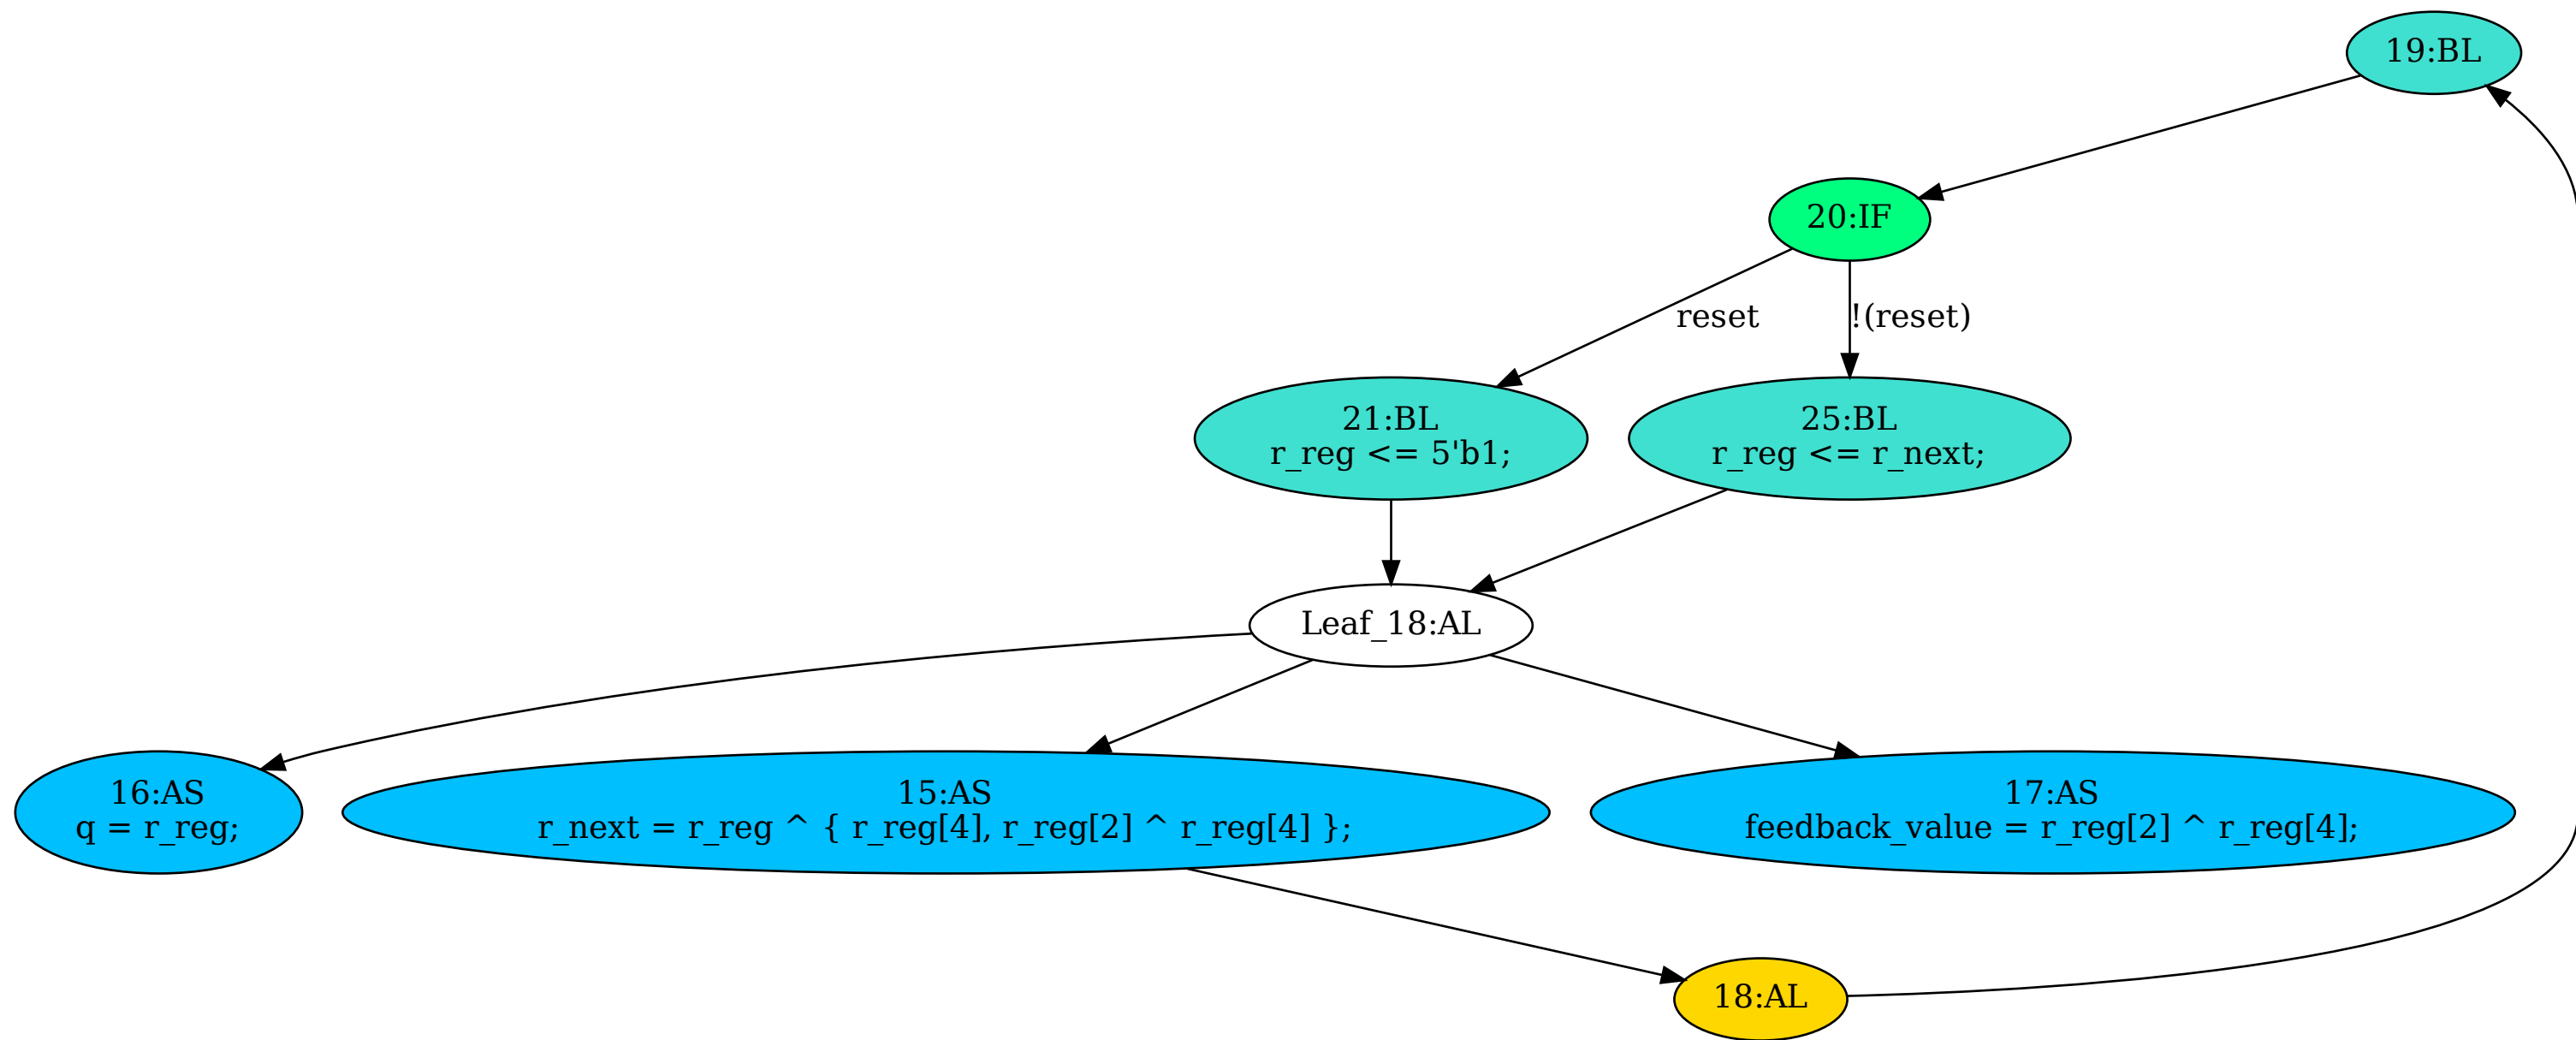 19:BL
20:IF
reset
!(reset)
21:BL
r_reg <= 5'b1;
25:BL
r_reg <= r_next;
Leaf_18:AL
16:AS
q = r_reg;
15:AS
r_next = r_reg ^ { r_reg[4], r_reg[2] ^ r_reg[4] };
17:AS
feedback_value = r_reg[2] ^ r_reg[4];
18:AL